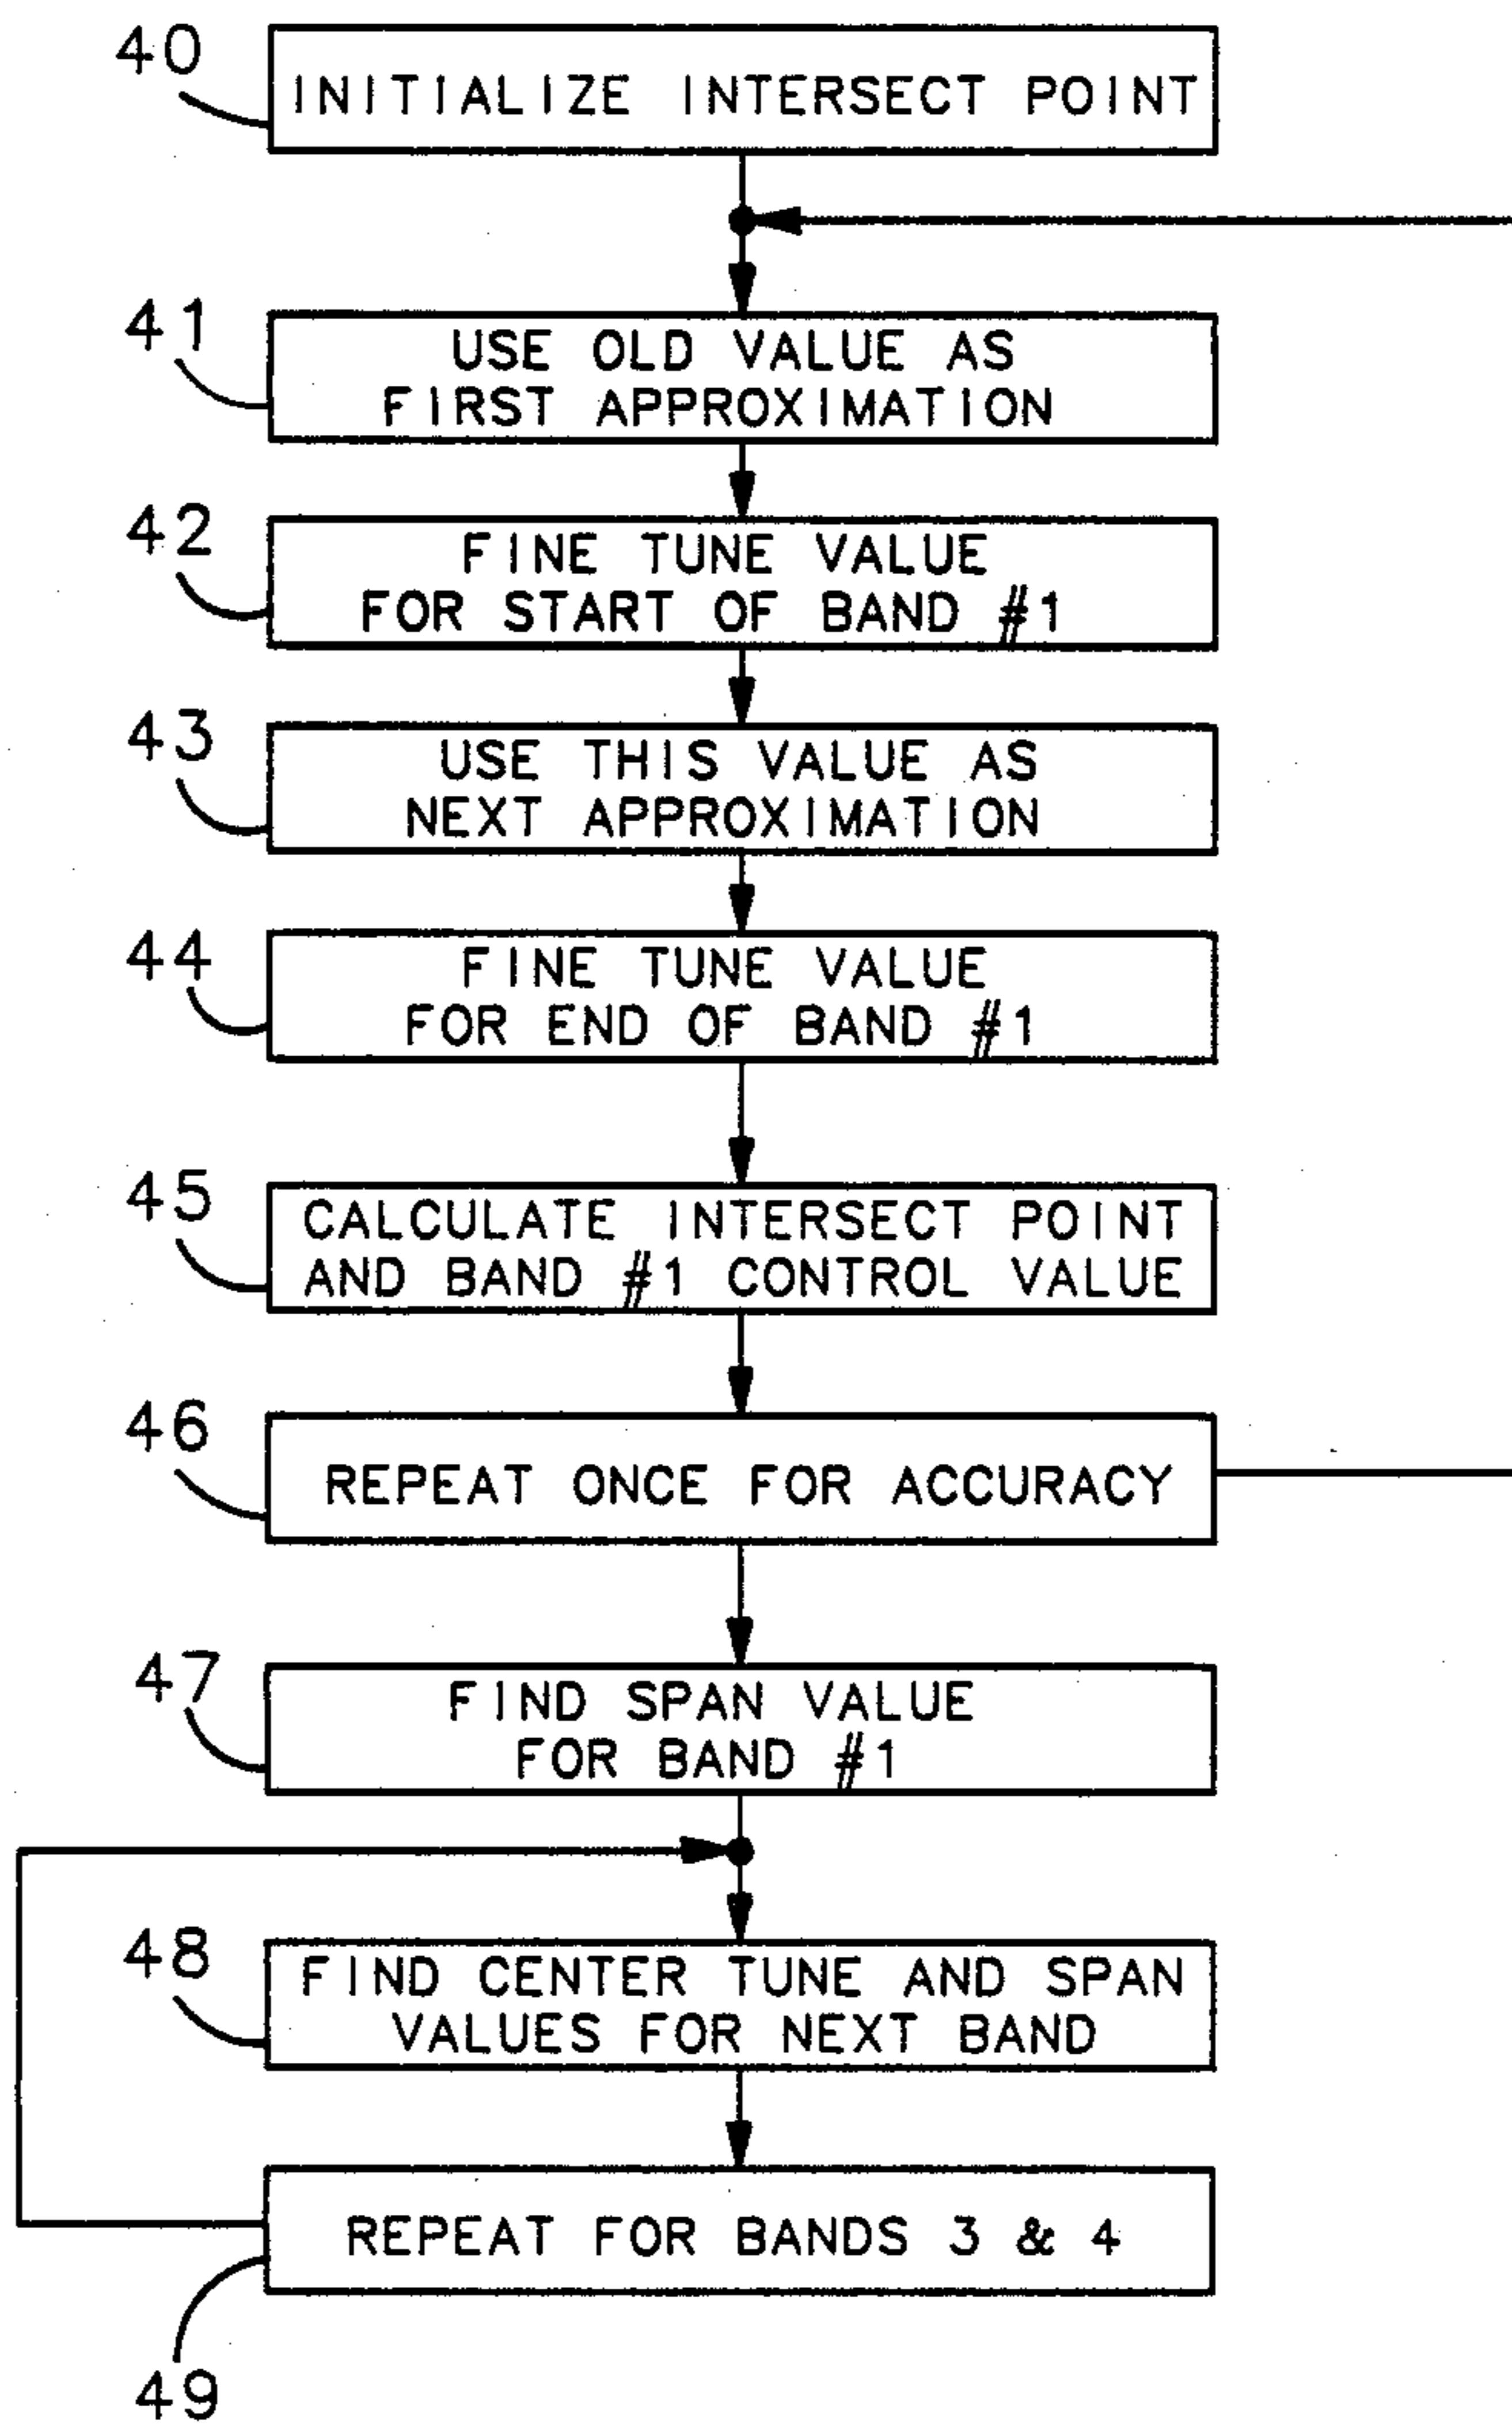 40
INITIALIZE INTERSECT POINT
41
USE OLD VALUE AS
FIRST APPROXIMATION
42
FINE TUNE VALUE
FOR START OF BAND #1
43
USE THIS VALUE AS
NEXT APPROXIMATION
44
FINE TUNE VALUE
FOR END OF BAND #1
45
CALCULATE INTERSECT POINT
AND BAND #1 CONTROL VALUE
46
REPEAT ONCE FOR ACCURACY
47
FIND SPAN VALUE
FOR BAND #1
48
FIND CENTER TUNE AND SPAN
VALUES FOR NEXT BAND
REPEAT FOR BANDS 3 & 4
49